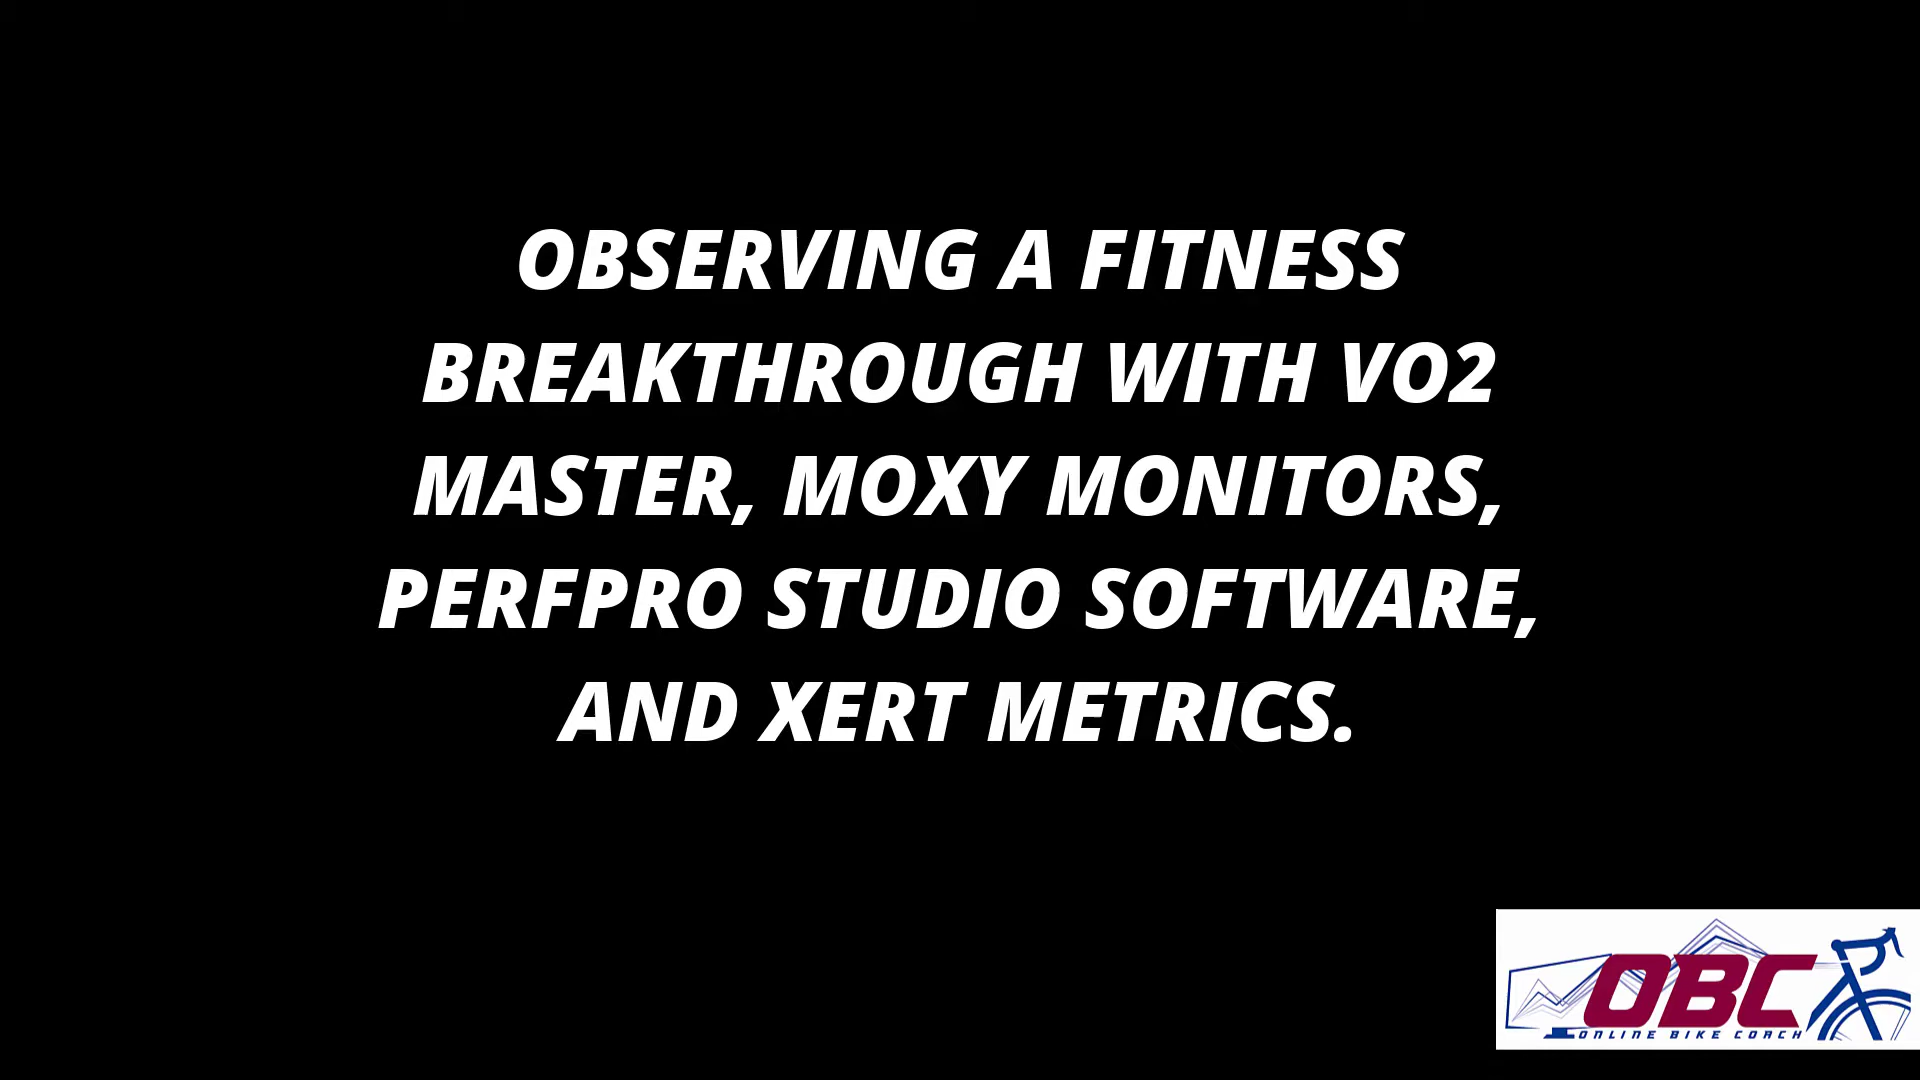 OBSERVING A FITNESS
BREAKTHROUGH WITH VO2
MASTER, MOXY MONITORS,
PERFPRO STUDIO SOFTWARE,
AND XERT METRICS.
OBC
ONLINE BIKE COACH